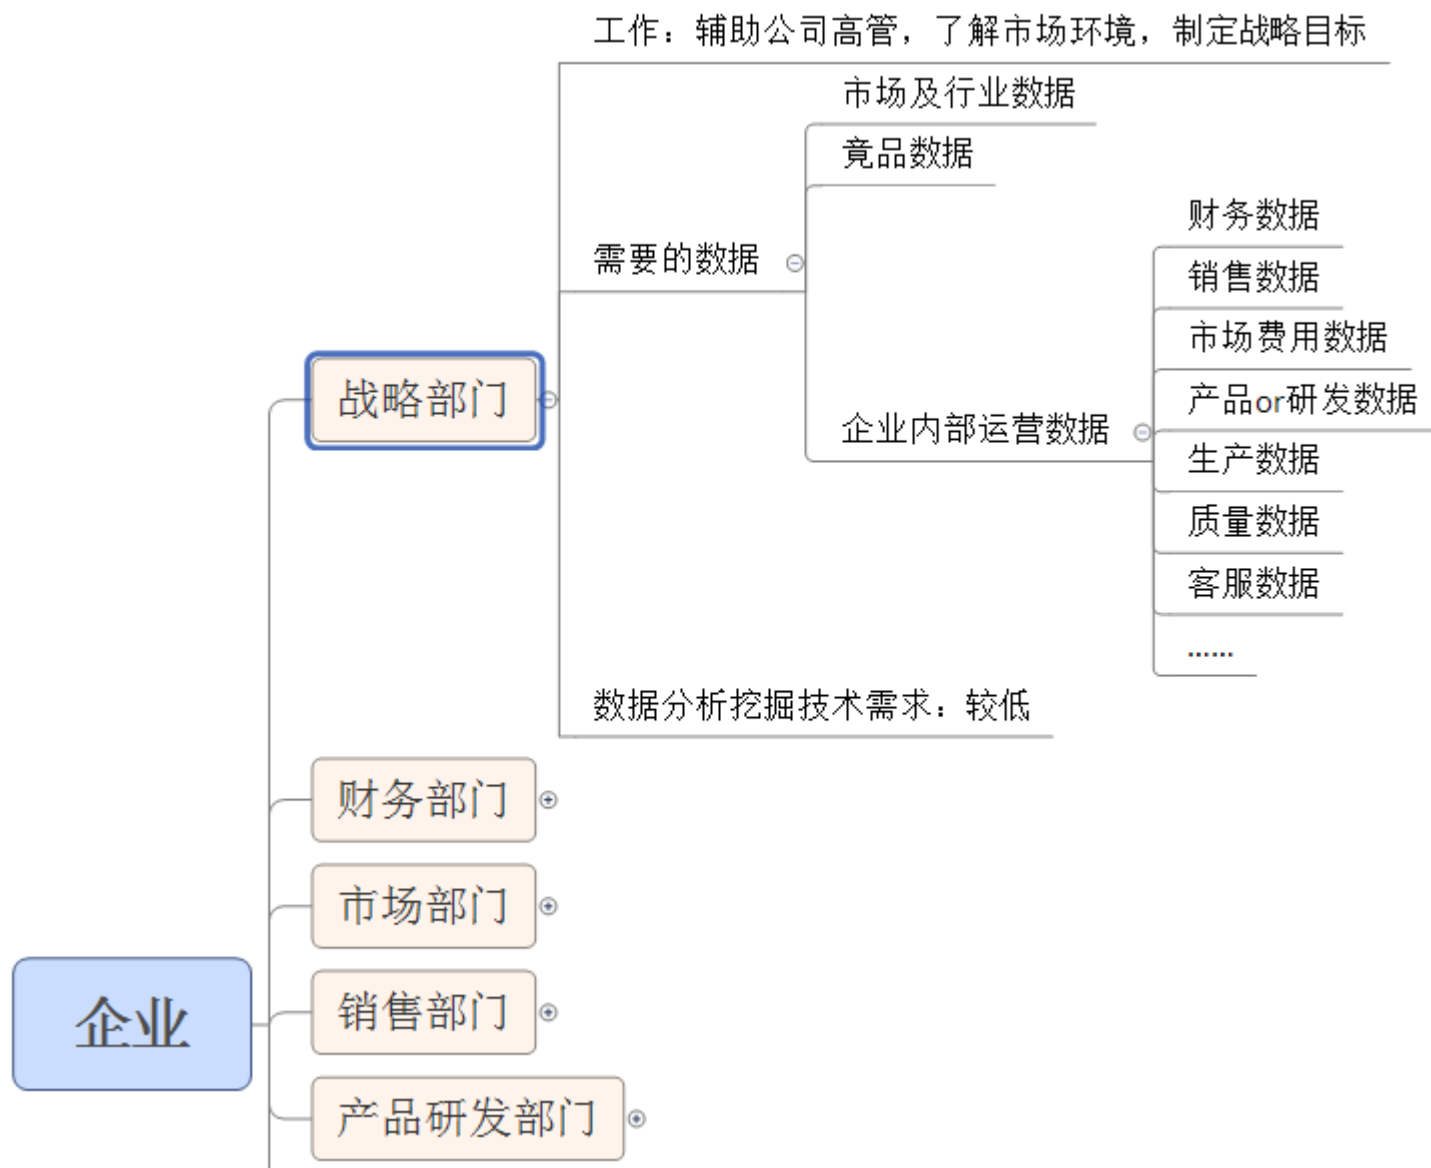 工作：辅助公司高管，了解市场环境，制定战略目标
市场及行业数据
竟品数据
需要的数据
财务数据
销售数据
市场费用数据
产品or研发数据
企业内部运营数据
生产数据
质量数据
客服数据
......
战略部门
数据分析挖掘技术需求：较低
财务部门
市场部门
销售部门
企业
产品研发部门